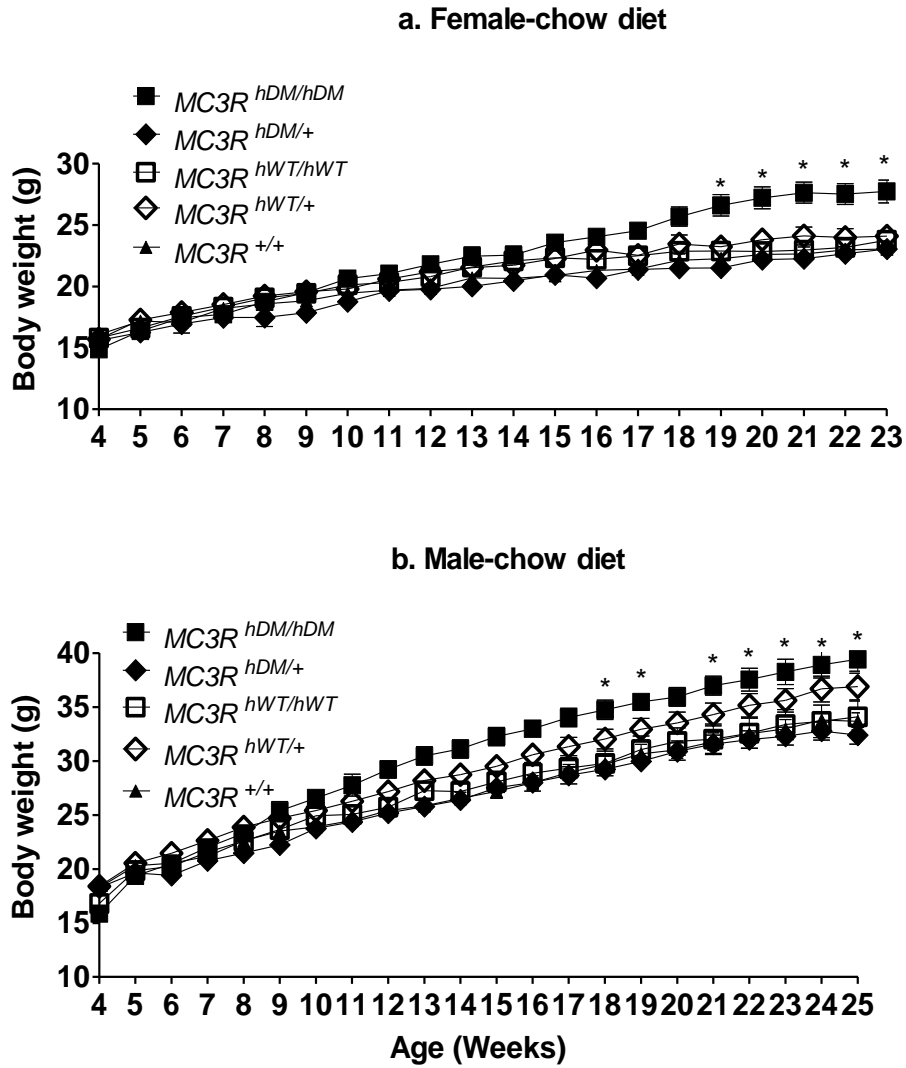 a. Female-chow diet
MC3R hDM/hDM
MC3R hDM/+
MC3R hWT/hWT
MC3R hWT/+
MC3R +/+
Body weight (g)
30
25
20
15
10
* * * * *
4 5 6 7 8 9 10 11 12 13 14 15 16 17 18 19 20 21 22 23
b. Male-chow diet
MC3R hDM/hDM
MC3R hDM/+
MC3R hWT/hWT
MC3R hWT/+
MC3R +/+
Body weight (g)
40
35
30
25
20
15
10
* * * * * * *
4 5 6 7 8 9 10 11 12 13 14 15 16 17 18 19 20 21 22 23 24 25
Age (Weeks)